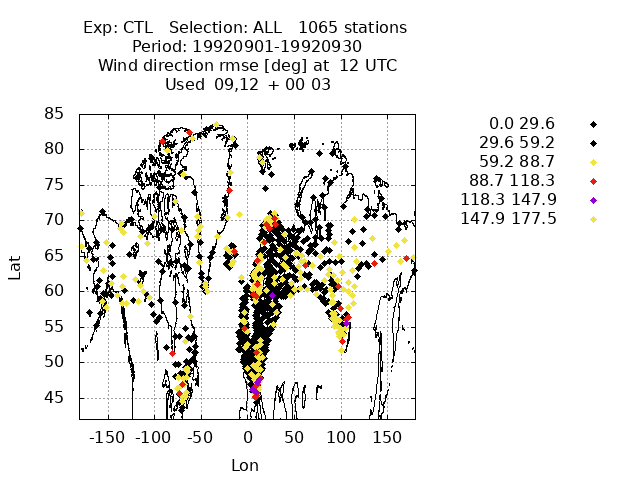 Exp: CTL   Selection: ALL   1065 stations
Period: 19920901-19920930
Wind direction rmse [deg] at  12 UTC
Used  09,12  + 00 03
85
80
75
70
65
60
55
50
45
Lat
-150 -100 -50 0 50 100 150
Lon
0.0 29.6
29.6 59.2
59.2 88.7
88.7 118.3
118.3 147.9
147.9 177.5